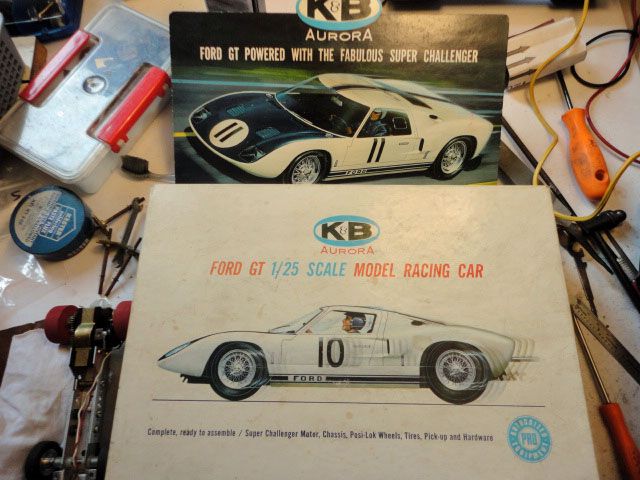 K&B
AURORA
FORD GT POWERED WITH THE FABULOUS SUPER CHALLENGER
11
11
FORD
K&B
AURORA
FORD GT 1/25 SCALE MODEL RACING CAR
10
FORD
Complete, ready to assemble / Super Challenger Motor, Chassis, Posi-Lok Wheels, Tires, Pick-up and Hardware
PRO
EQUIPMENT